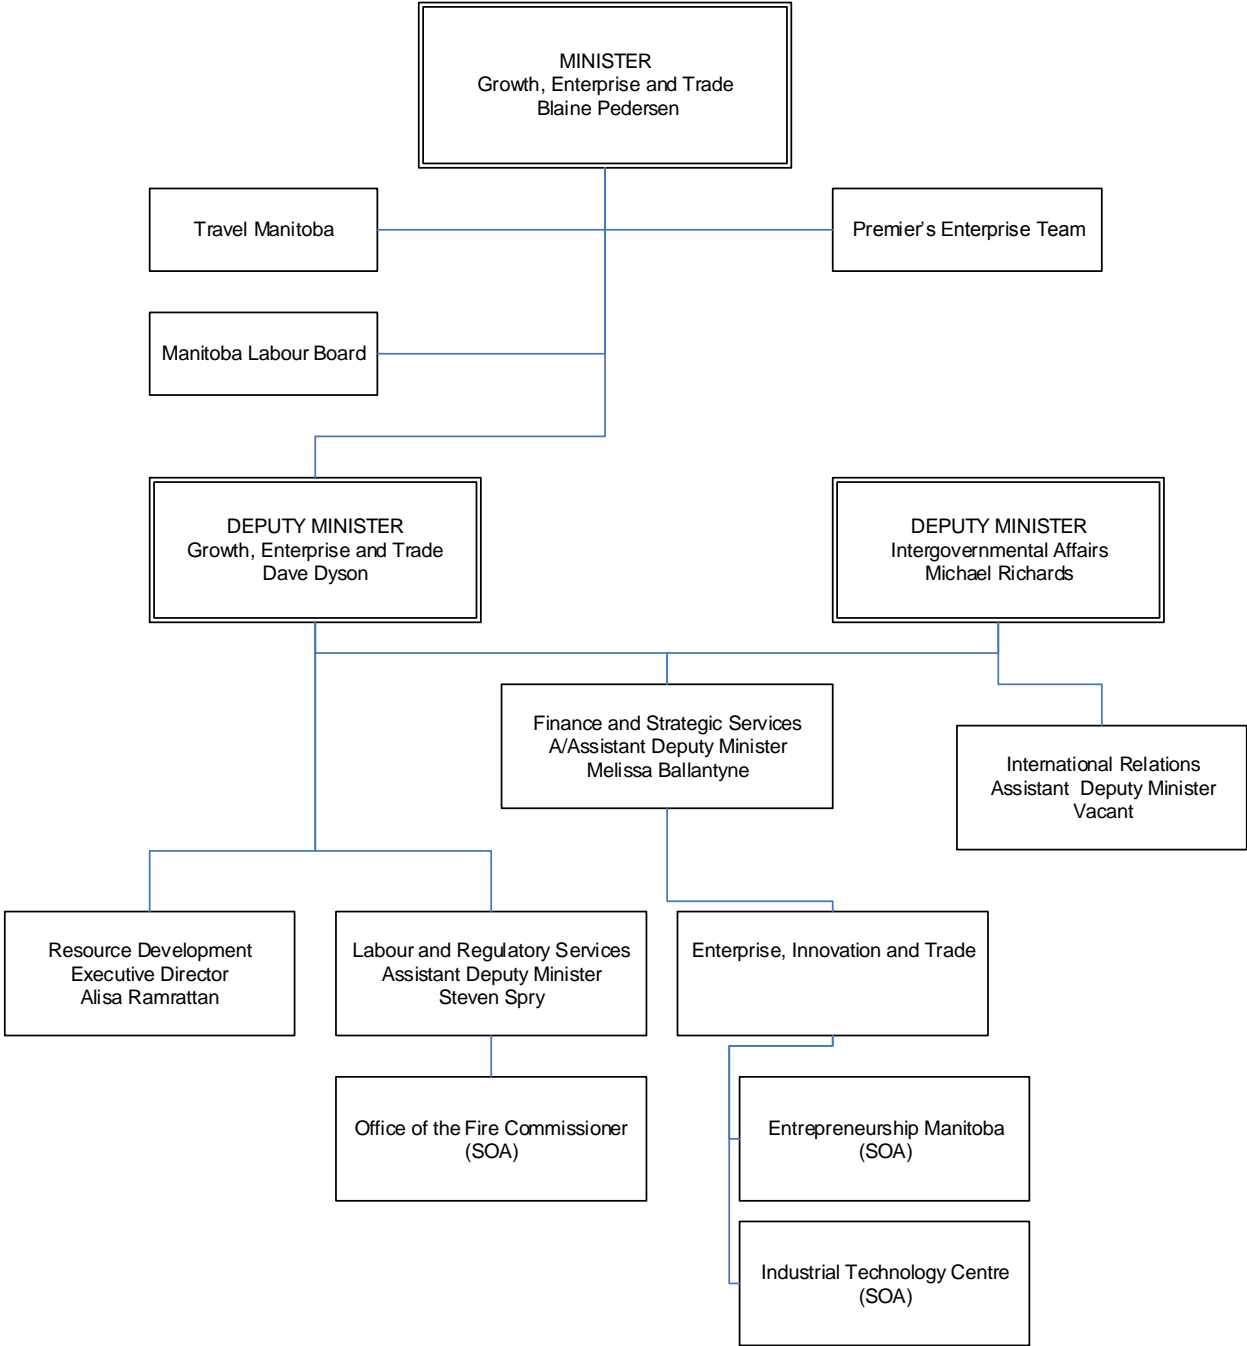 MINISTER
Growth, Enterprise and Trade
Blaine Pedersen
Travel Manitoba
Premier's Enterprise Team
Manitoba Labour Board
DEPUTY MINISTER
Growth, Enterprise and Trade
Dave Dyson
DEPUTY MINISTER
Intergovernmental Affairs
Michael Richards
Finance and Strategic Services
A/Assistant Deputy Minister
Melissa Ballantyne
International Relations
Assistant Deputy Minister
Vacant
Resource Development
Executive Director
Alisa Ramrattan
Labour and Regulatory Services
Assistant Deputy Minister
Steven Spry
Enterprise, Innovation and Trade
Office of the Fire Commissioner
(SOA)
Entrepreneurship Manitoba
(SOA)
Industrial Technology Centre
(SOA)